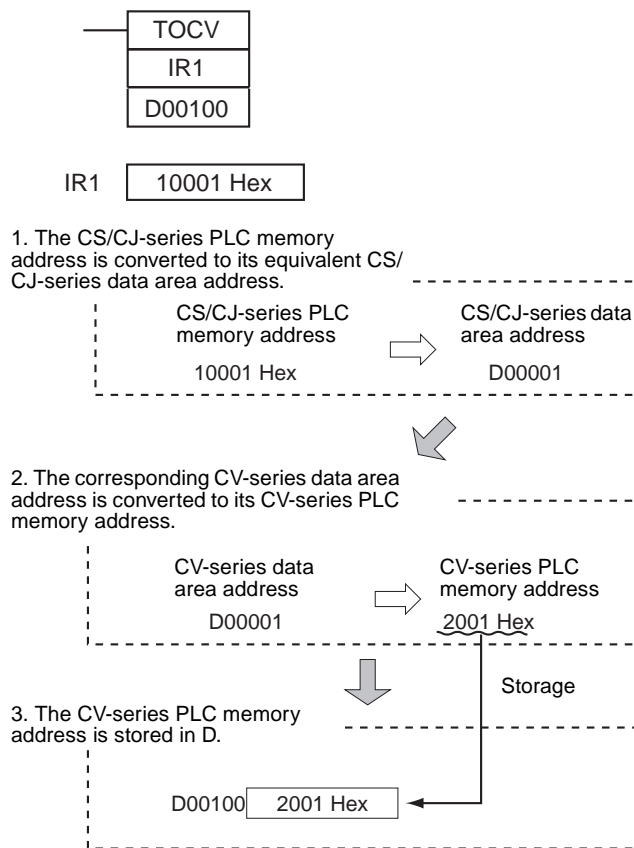 TOCV
IR1
D00100
IR1 10001 Hex
1. The CS/CJ-series PLC memory
address is converted to its equivalent CS/
CJ-series data area address.
CS/CJ-series PLC
memory address
10001 Hex
CS/CJ-series data
area address
D00001
2. The corresponding CV-series data area
address is converted to its CV-series PLC
memory address.
CV-series data
area address
D00001
CV-series PLC
memory address
2001 Hex
Storage
3. The CV-series PLC memory
address is stored in D.
D00100 2001 Hex